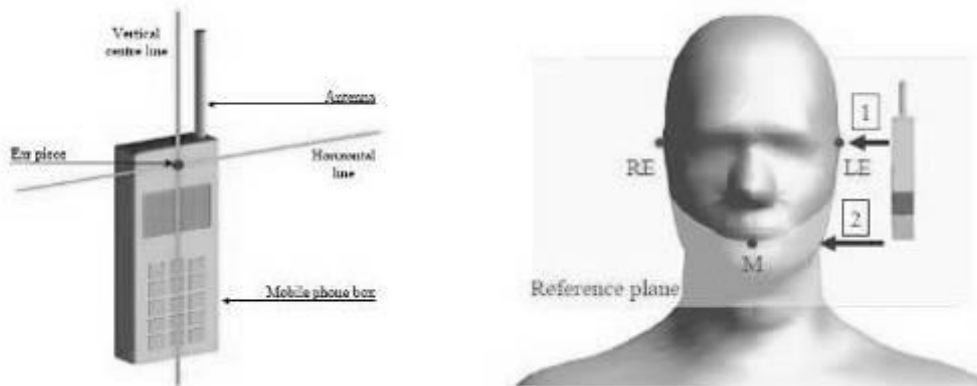 Vertical
centre line
Antenna
Ear piece
Horizontal
line
Mobile phone box
1
RE
LE
2
M
Reference plane